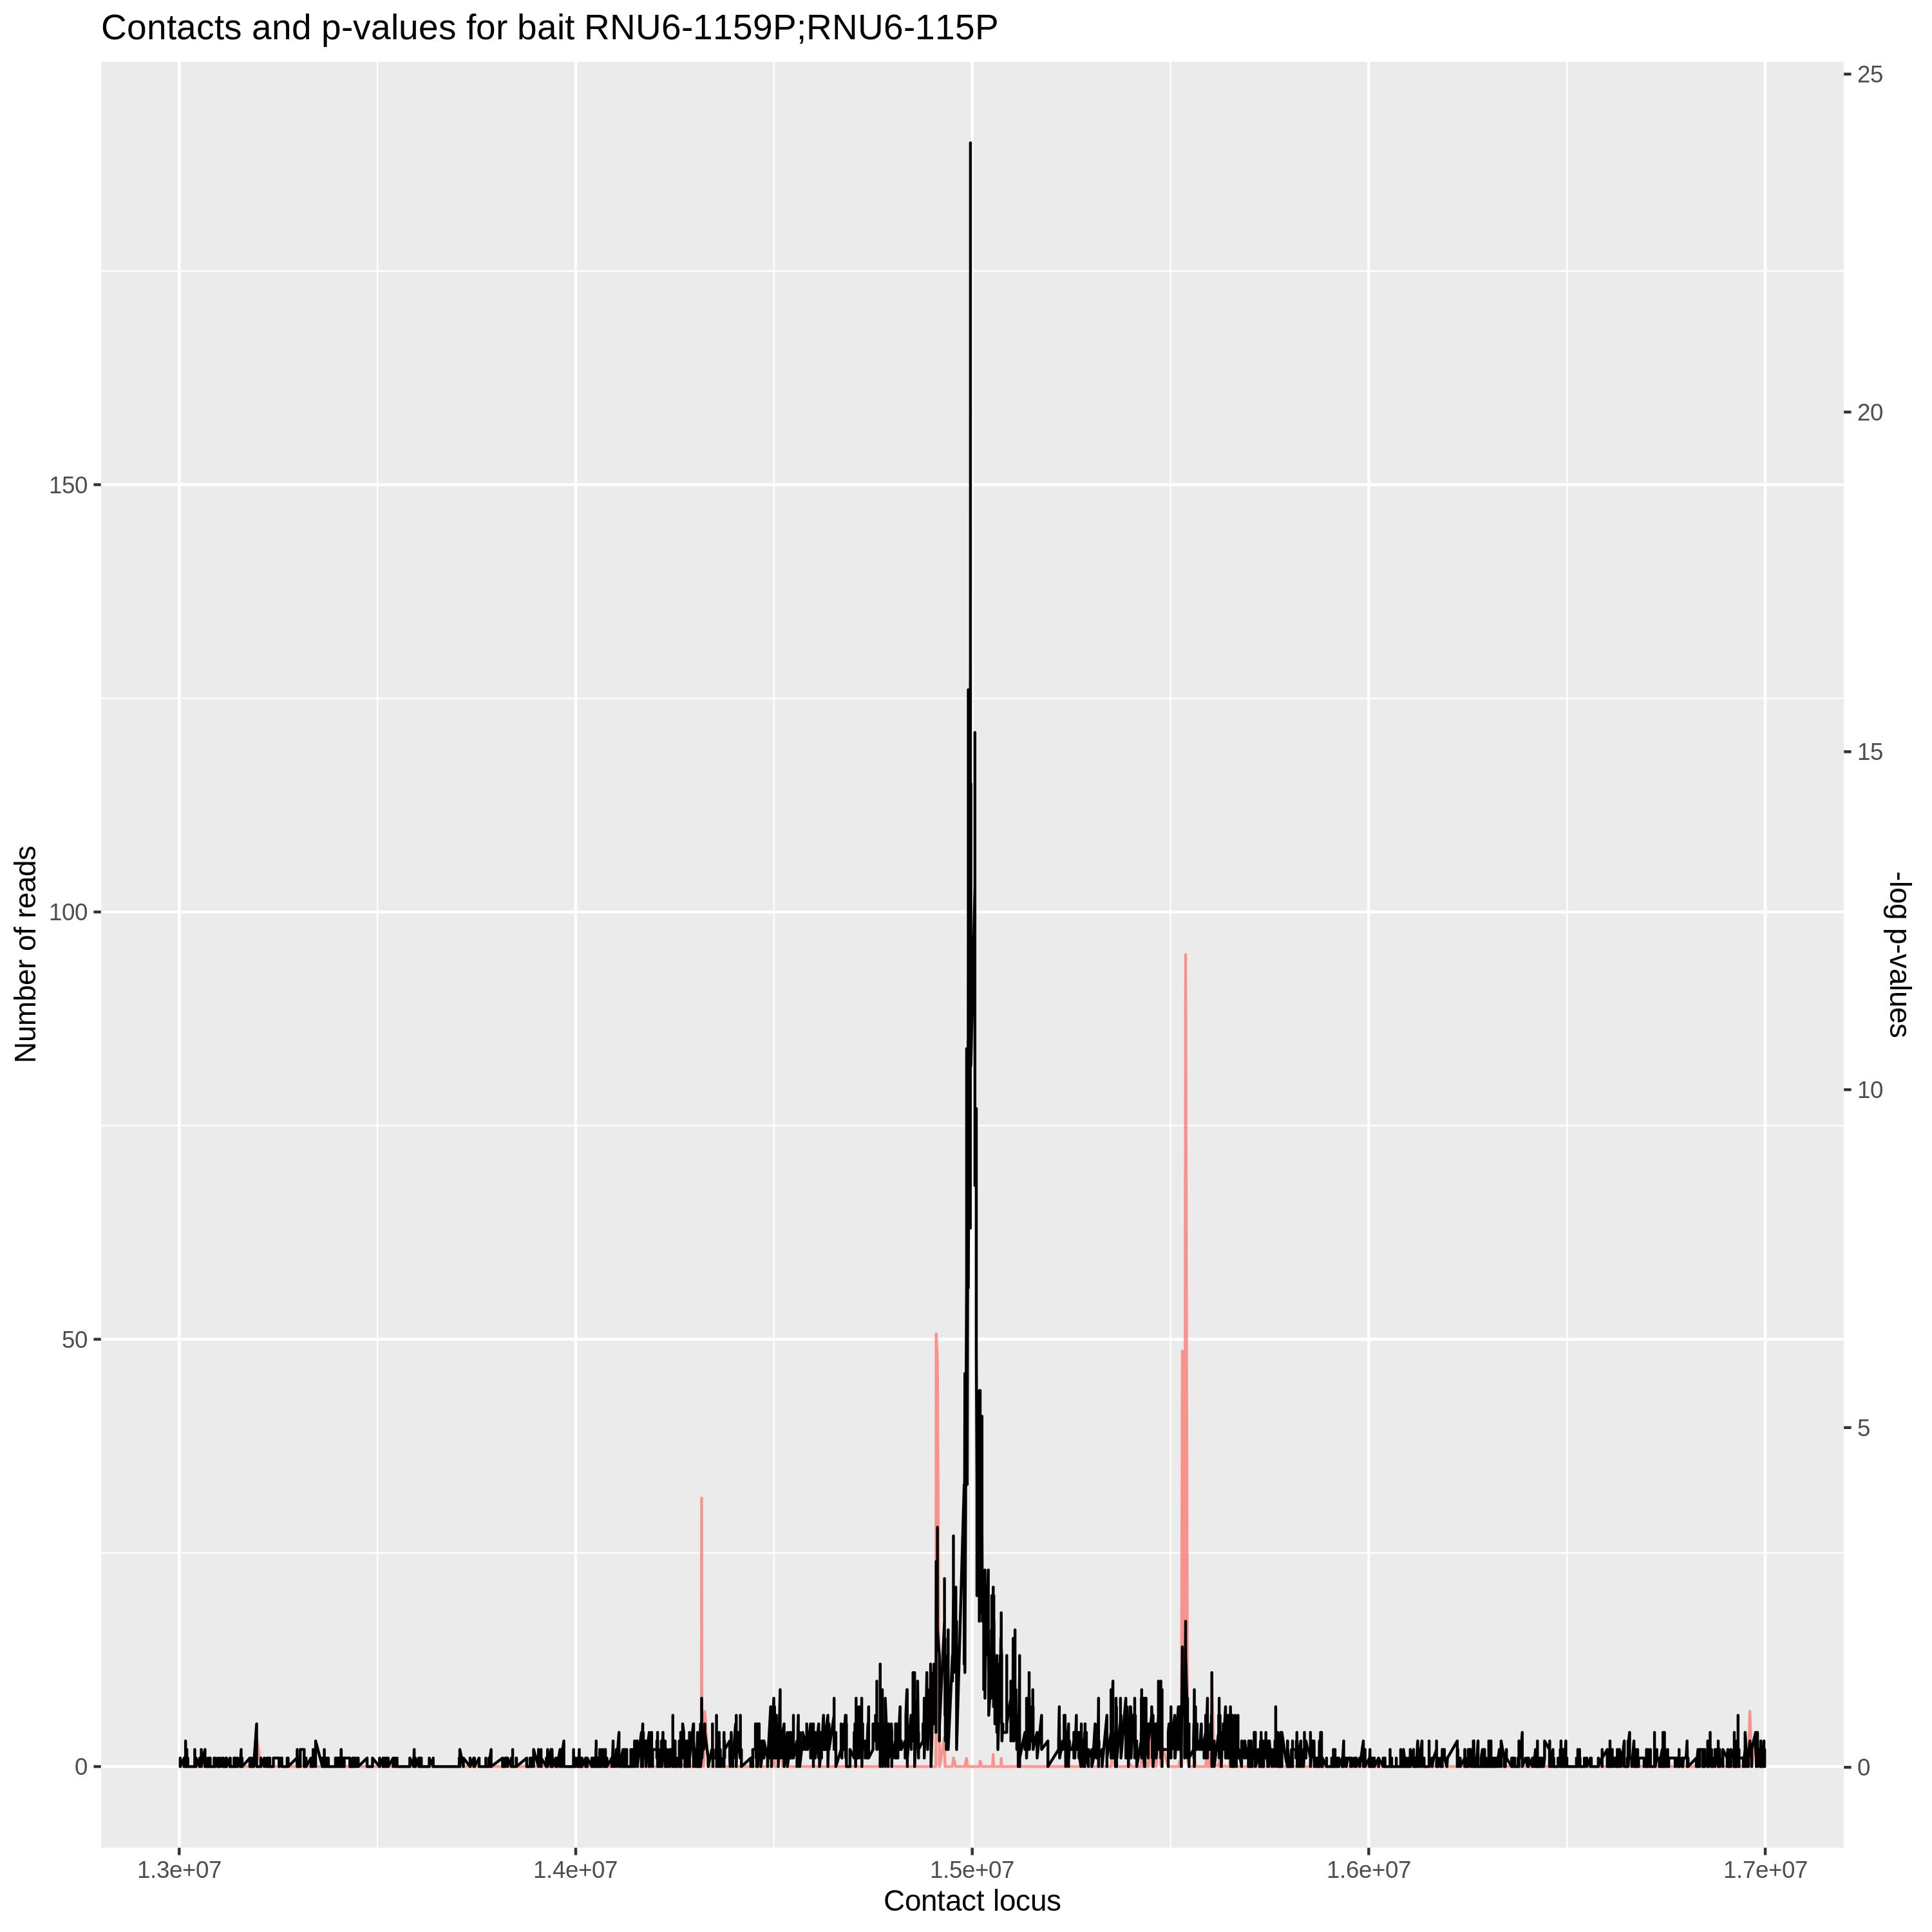 Contacts and p-values for bait RNU6-1159P;RNU6-115P
Number of reads
150
100
50
0
25
20
15
10
5
0
-log p-values
1.3e+07 1.4e+07 1.5e+07 1.6e+07 1.7e+07
Contact locus